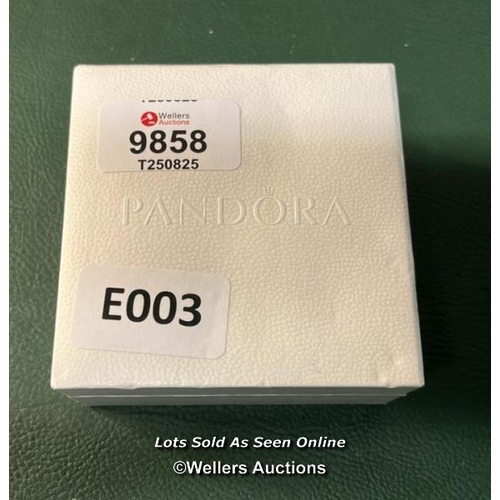 Wellers
Auctions
9858
T250825
PANDORA
E003
Lots Sold As Seen Online
©Wellers Auctions